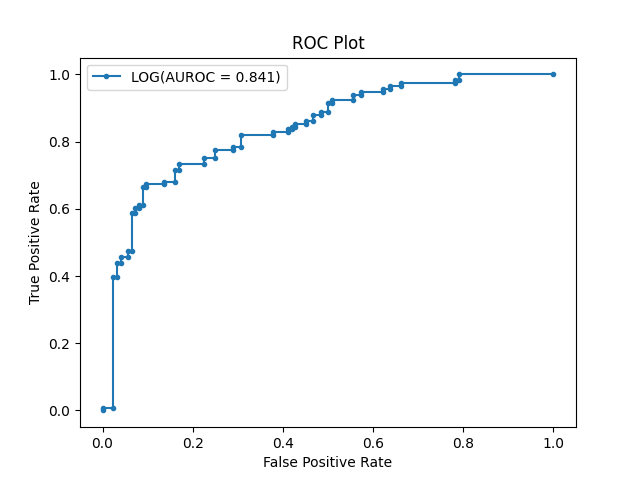 ROC Plot
LOG(AUROC = 0.841)
True Positive Rate
1.0
0.8
0.6
0.4
0.2
0.0
0.0 0.2 0.4 0.6 0.8 1.0
False Positive Rate